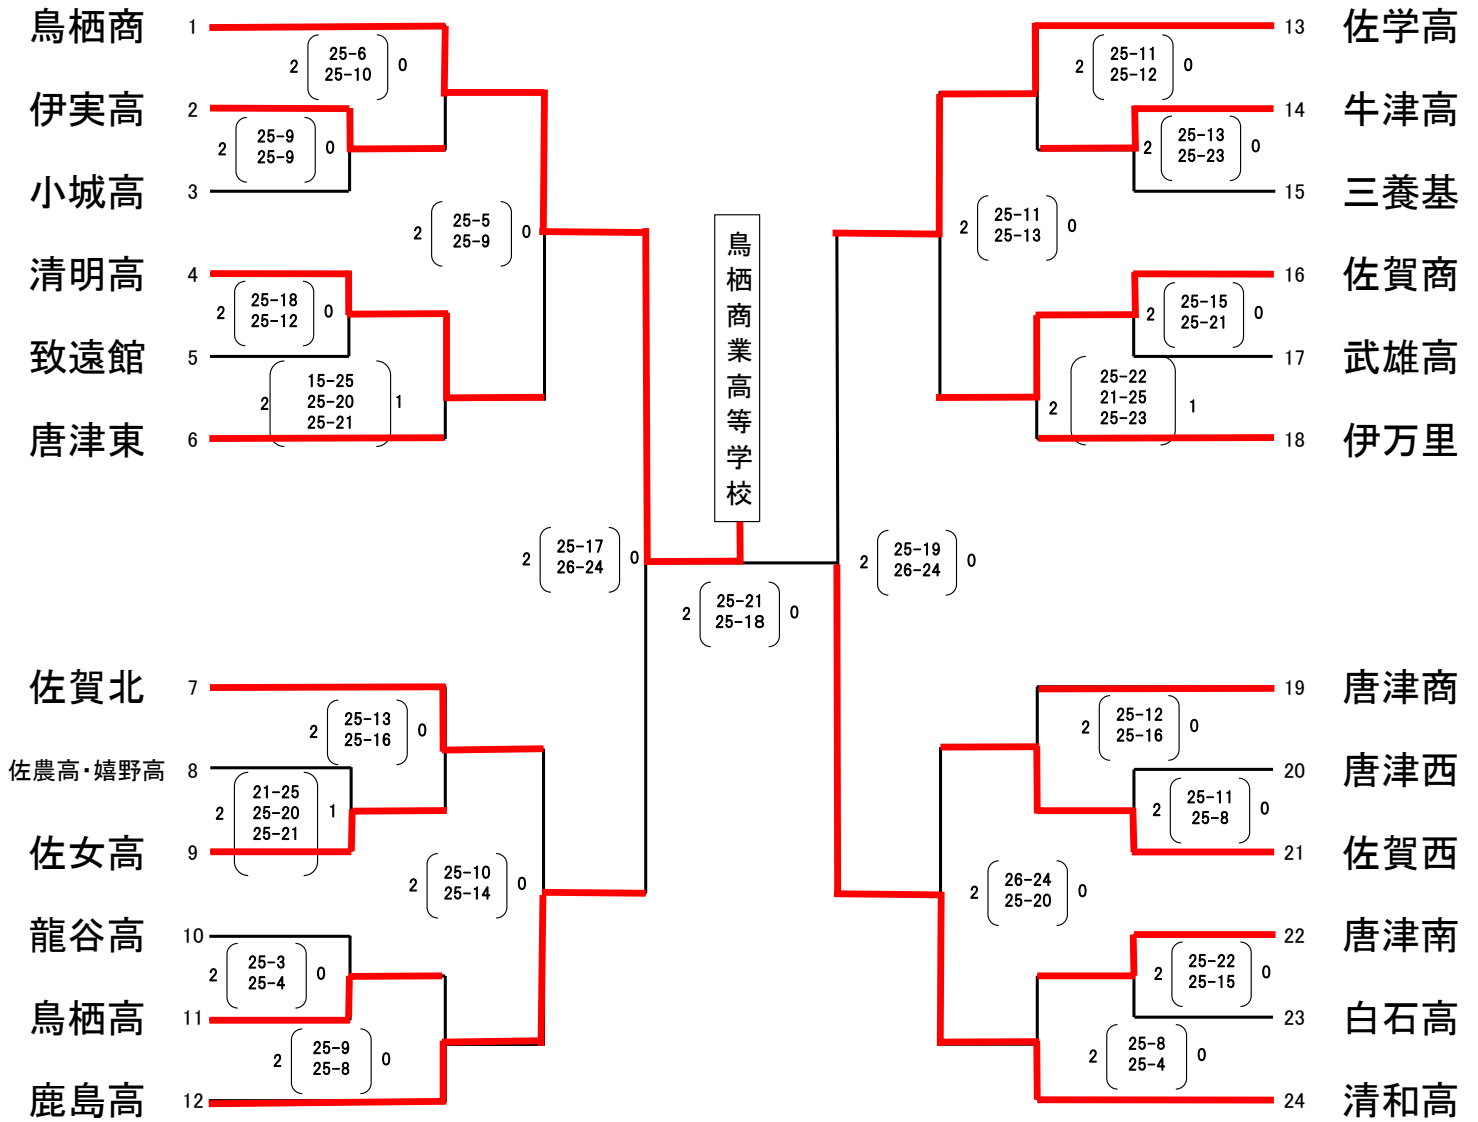 鳥栖商 1
2 25-6 0
25-10
伊実高 2
2 25-9 0
25-9
小城高 3
2 25-5 0
25-9
清明高 4
2 25-18 0
25-12
致遠館 5
15-25
2 25-20 1
25-21
唐津東 6
2 25-17 0
26-24
佐賀北 7
2 25-13 0
25-16
佐農高・嬉野高 8
21-25
2 25-20 1
25-21
佐女高 9
2 25-10 0
25-14
龍谷高 10
2 25-3 0
25-4
鳥栖高 11
2 25-9 0
25-8
鹿島高 12
鳥栖商業高等学校
2 25-21 0
25-18
13 佐学高
2 25-11 0
25-12
14 牛津高
2 25-13 0
25-23
15 三養基
2 25-11 0
25-13
16 佐賀商
2 25-15 0
25-21
17 武雄高
25-22
2 21-25 1
25-23
18 伊万里
2 25-19 0
26-24
19 唐津商
2 25-12 0
25-16
20 唐津西
2 25-11 0
25-8
21 佐賀西
2 26-24 0
25-20
22 唐津南
2 25-22 0
25-15
23 白石高
2 25-8 0
25-4
24 清和高